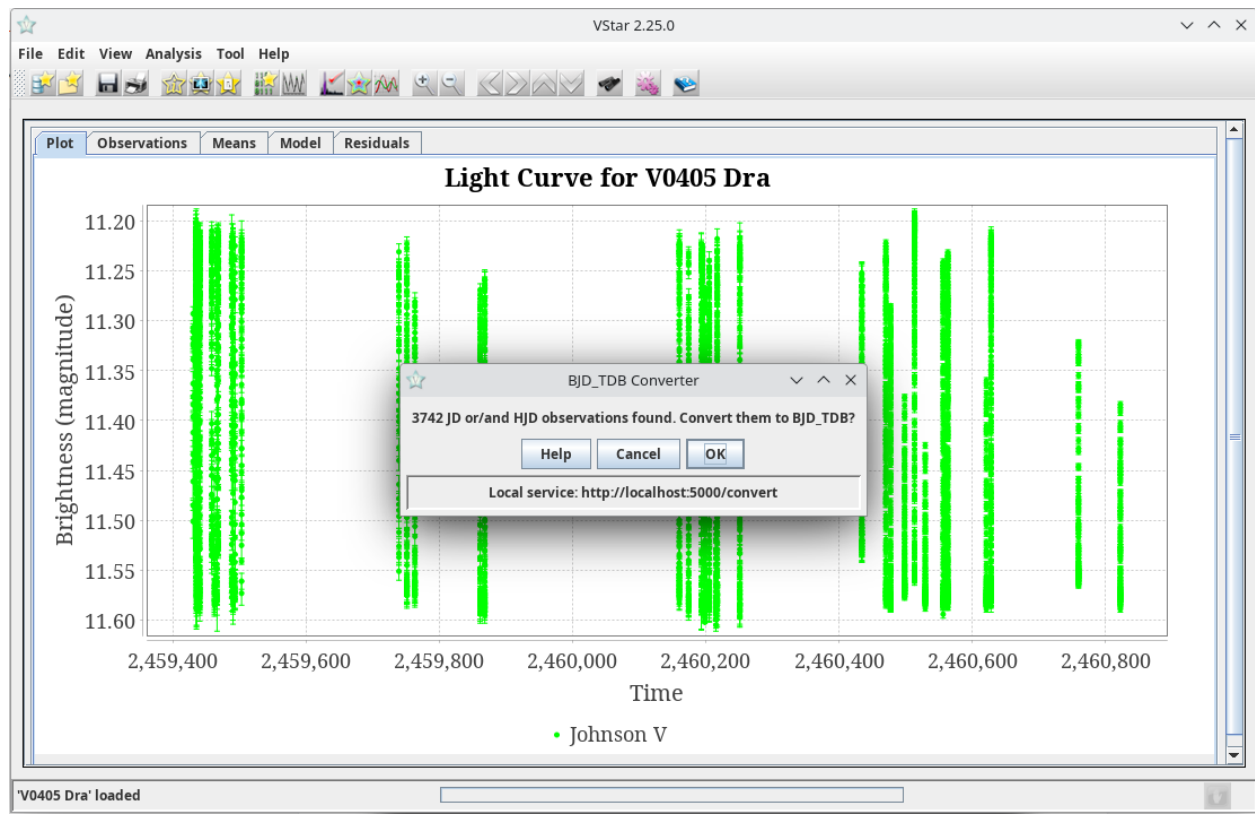 VStar 2.25.0
File Edit View Analysis Tool Help
Plot Observations Means Model Residuals
Light Curve for V0405 Dra
Brightness (magnitude)
11.20
11.25
11.30
11.35
11.40
11.45
11.50
11.55
11.60
BJD_TDB Converter
3742 JD or/and HJD observations found. Convert them to BJD_TDB?
Help Cancel OK
Local service: http://localhost:5000/convert
2,459,400 2,459,600 2,459,800 2,460,000 2,460,200 2,460,400 2,460,600 2,460,800
Time
Johnson V
'V0405 Dra' loaded